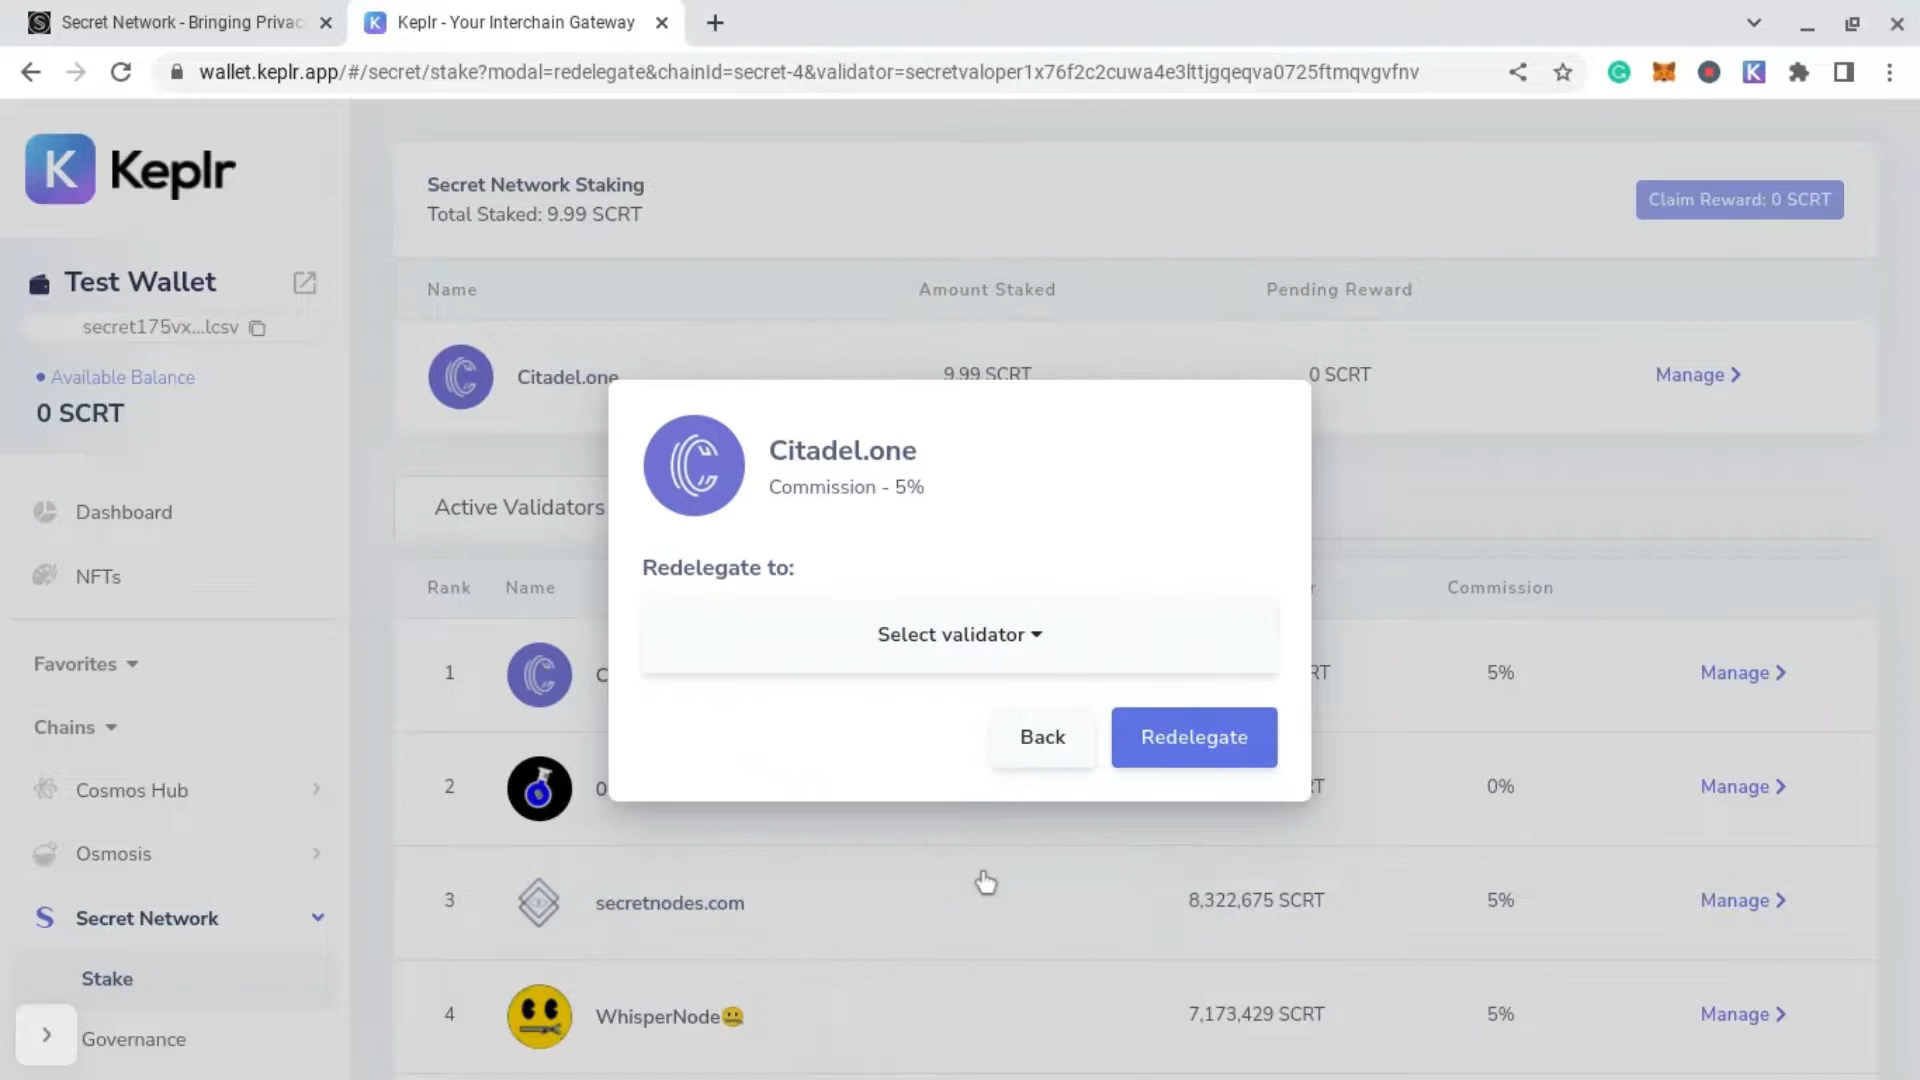 Secret Network - Bringing Privac
Keplr - Your Interchain Gateway
wallet.keplr.app/#/secret/stake?modal=redelegate&chainId=secret-4&validator=secretvaloper1x76f2c2cuwa4e3lttjgqeqva0725ftmqvgvfnv
Keplr
Test Wallet
secret175vx...lcsv
Available Balance
0 SCRT
Dashboard
NFTs
Favorites
Chains
Cosmos Hub
Osmosis
Secret Network
Stake
Governance
Secret Network Staking
Total Staked: 9.99 SCRT
Claim Reward: 0 SCRT
Name Amount Staked Pending Reward
Citadel.one 9.99 SCRT 0 SCRT Manage
Active Validators
Rank Name Commission
1 5% Manage
2 0% Manage
3 secretnodes.com 8,322,675 SCRT 5% Manage
4 WhisperNode🤐 7,173,429 SCRT 5% Manage
Citadel.one
Commission - 5%
Redelegate to:
Select validator
Back Redelegate